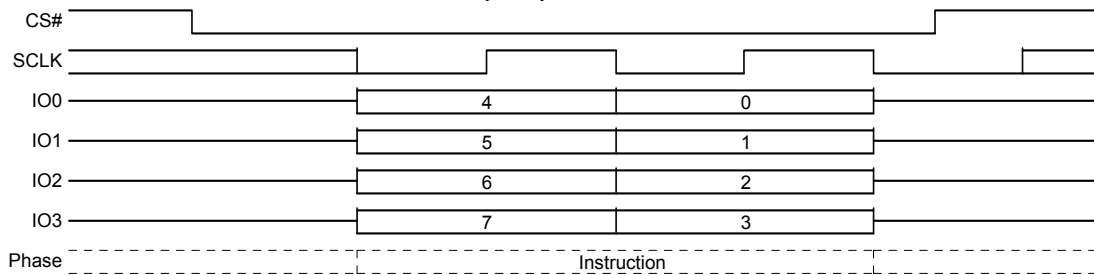 CS#
SCLK
IO0 4 0
IO1 5 1
IO2 6 2
IO3 7 3
Phase Instruction